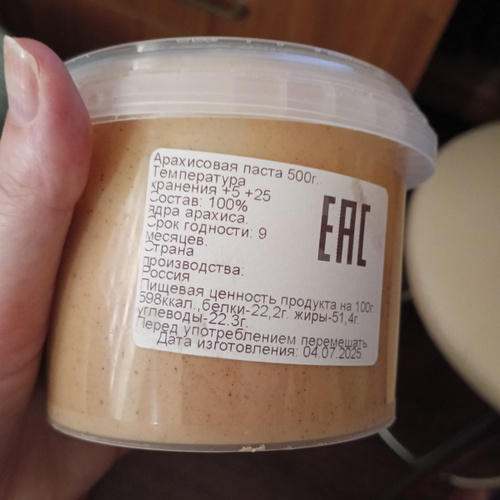 Арахисовая паста 500г.
Температура
хранения +5 +25
Состав: 100%
ядра арахиса.
Срок годности: 9
месяцев.
Страна
производства:
Россия
Пищевая ценность продукта на 100г:
598ккал.,белки-22,2г. жиры-51,4г.
углеводы-22.3г.
Перед употреблением перемешать.
Дата изготовления: 04.07.2025
EAC